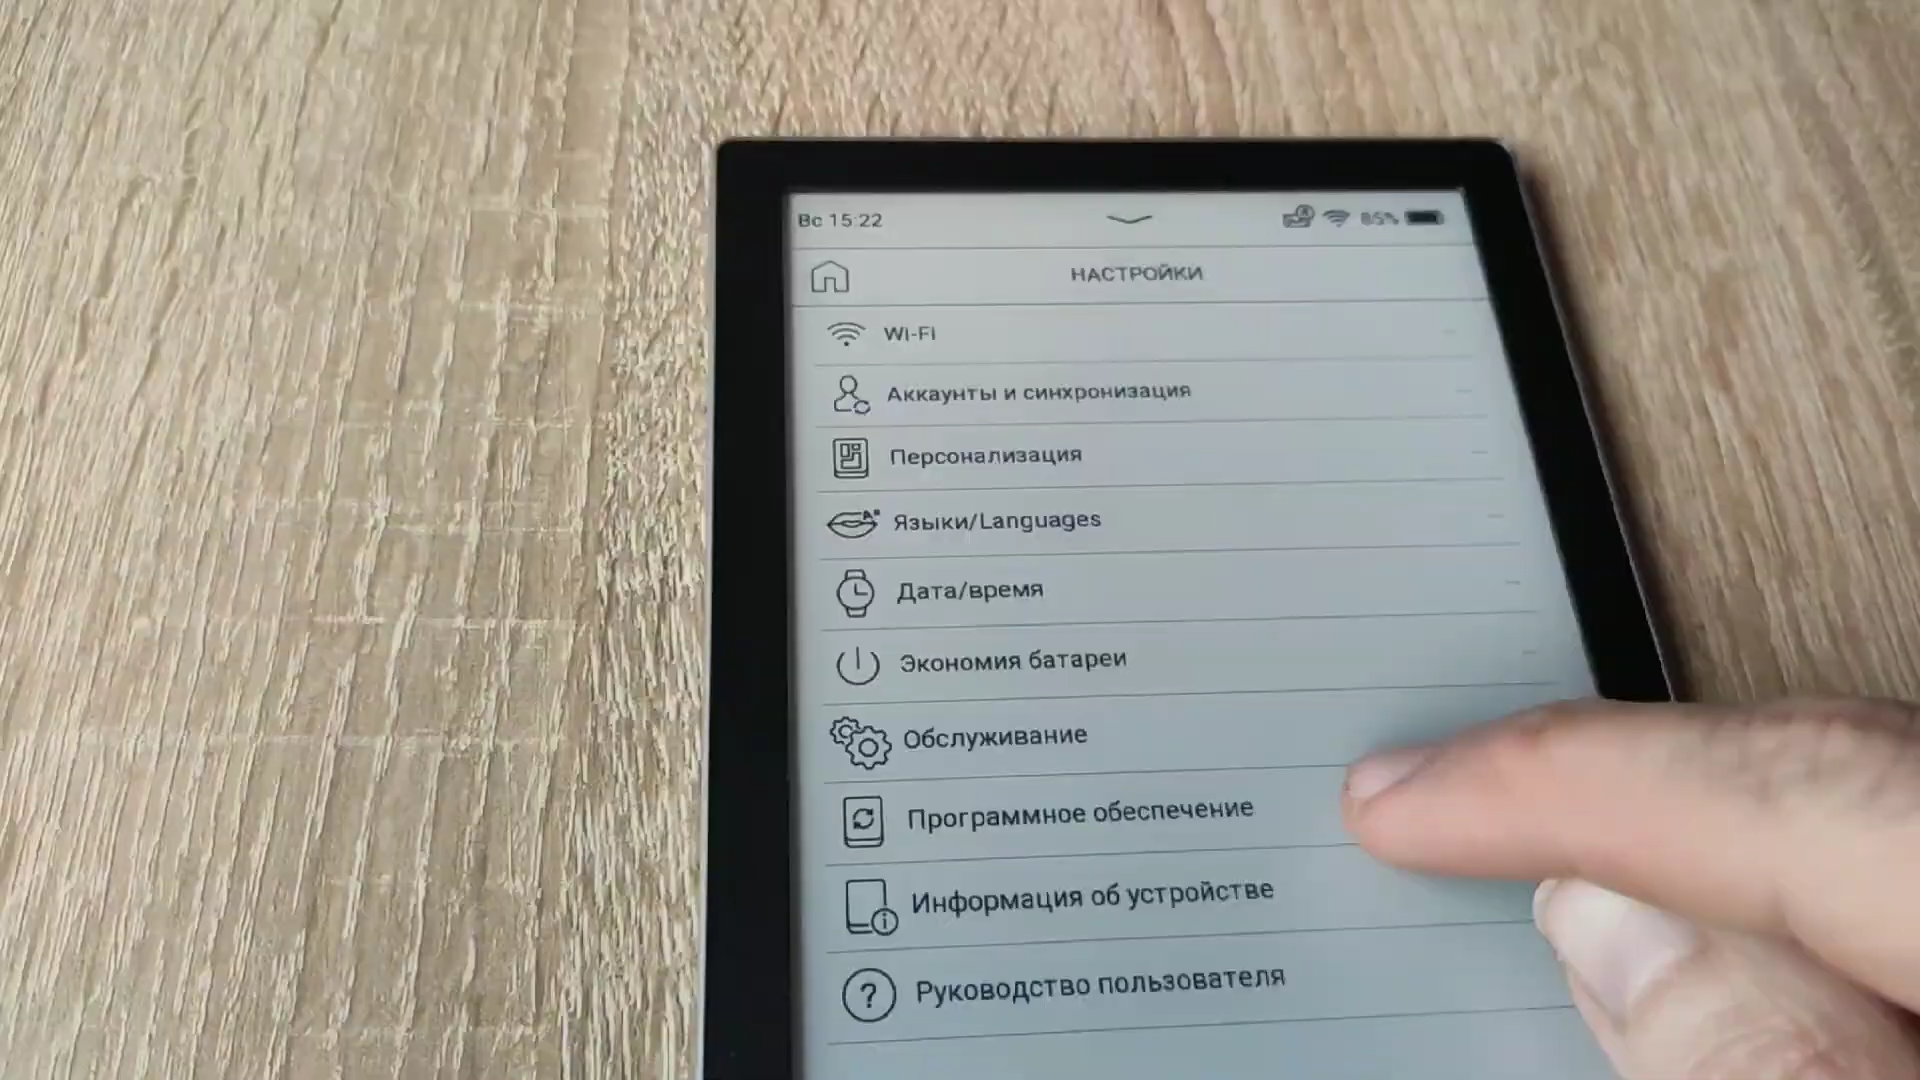 Вс 15:22
85%
НАСТРОЙКИ
Wi-Fi
Аккаунты и синхронизация
Персонализация
Языки/Languages
Дата/время
Экономия батареи
Обслуживание
Программное обеспечение
Информация об устройстве
Руководство пользователя